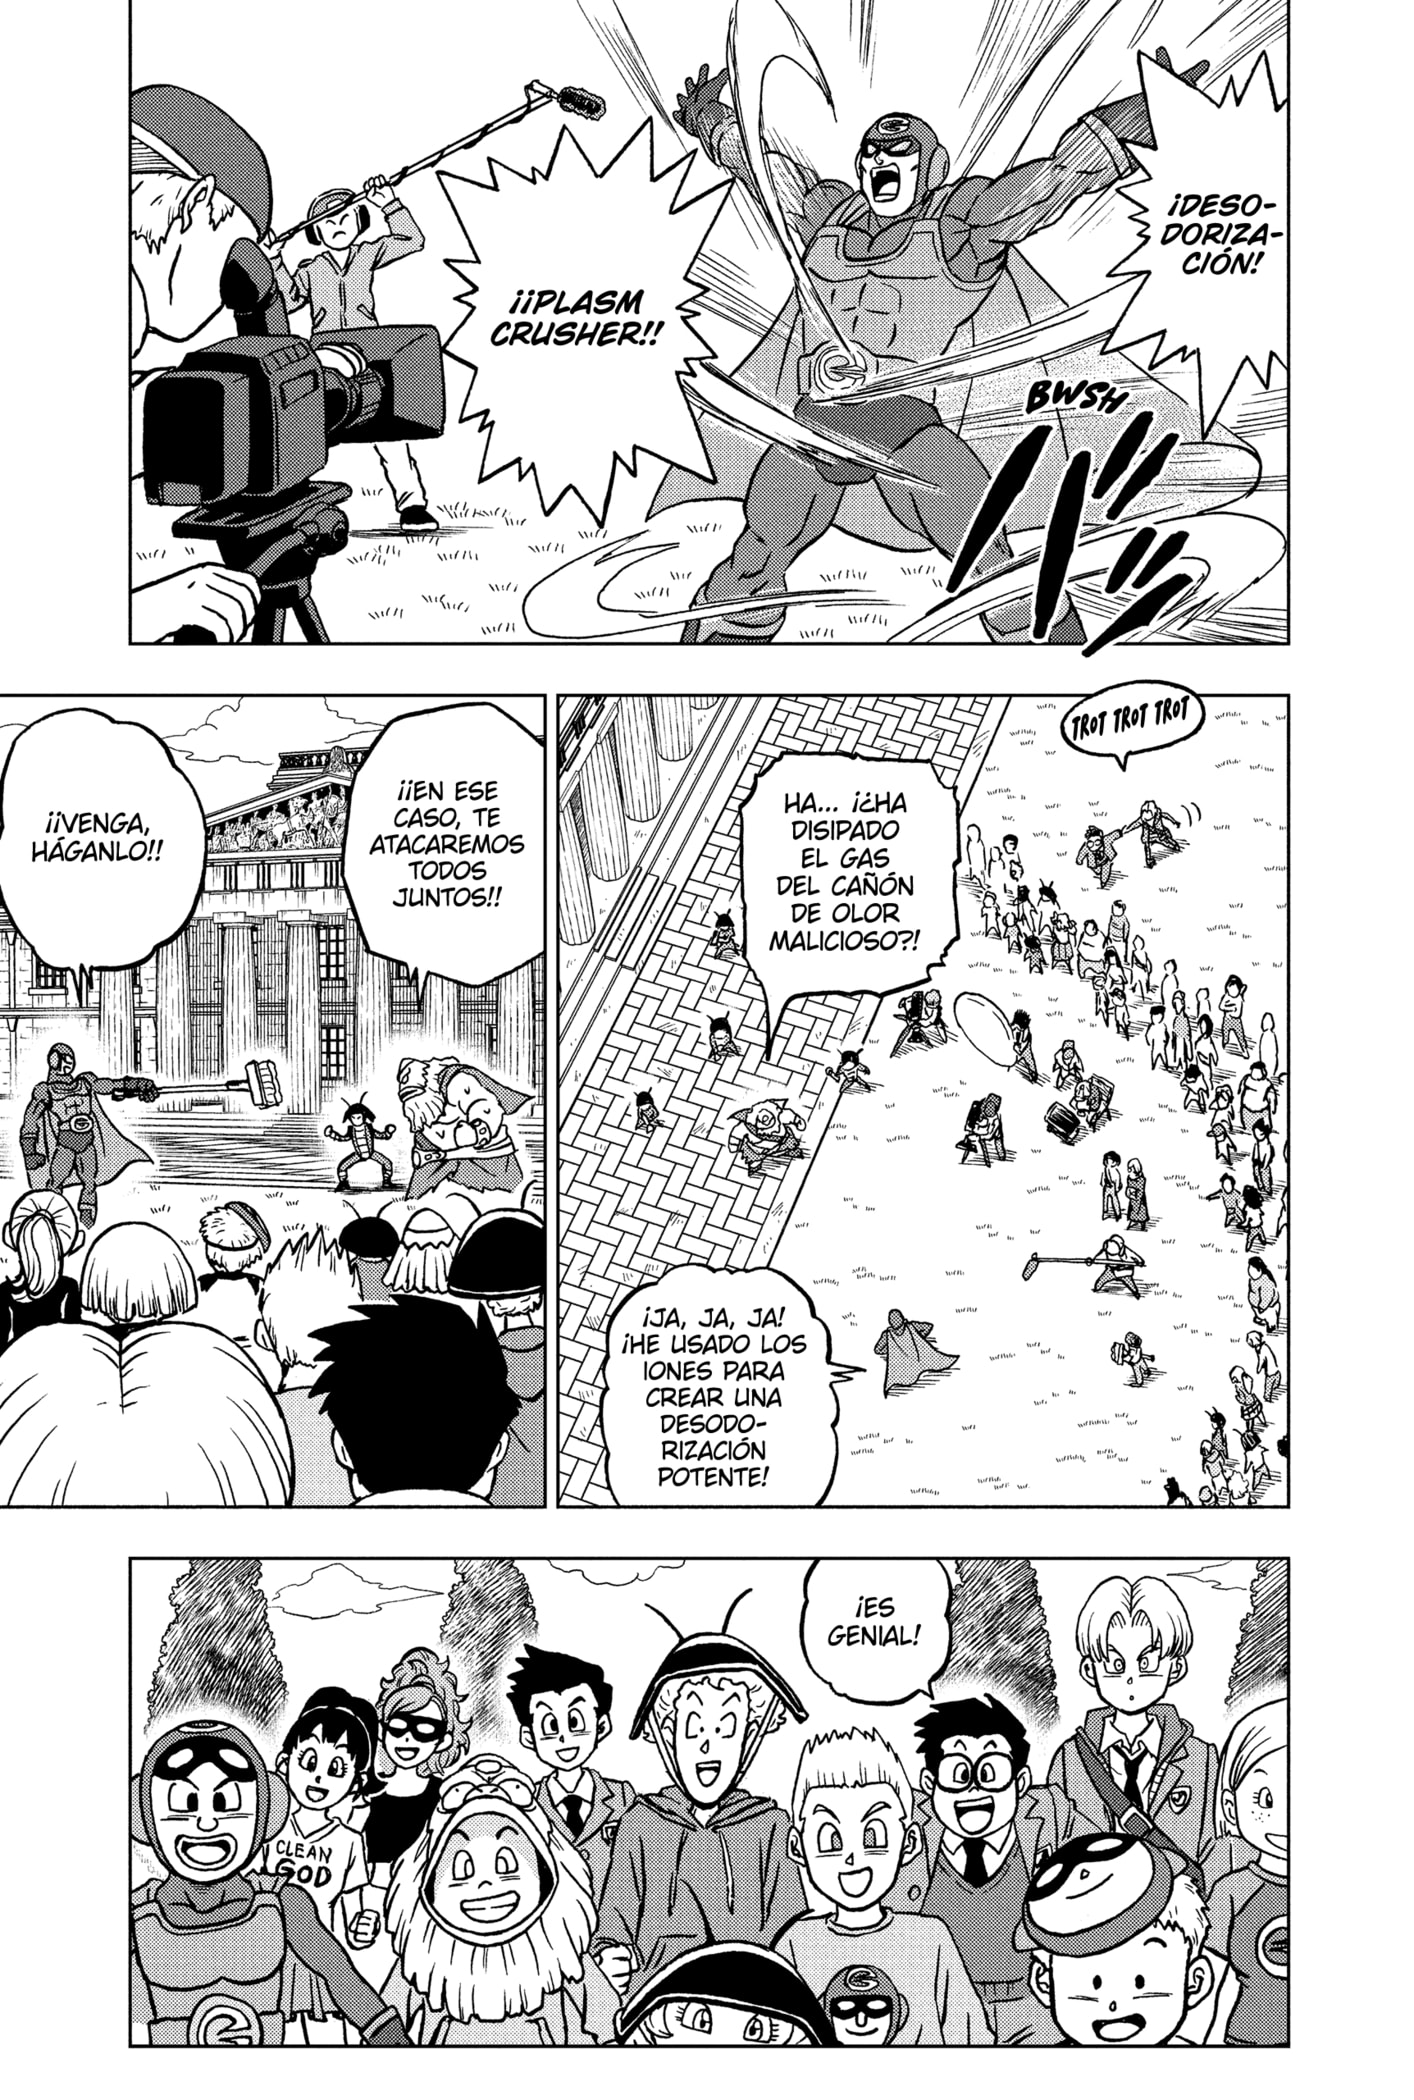 ¡DESO-
DORIZA-
CIÓN!
¡¡PLASM
CRUSHER!!
BWSH
バッ
TROT TROT TROT
HA... ¡¿HA
DISIPADO
EL GAS
DEL CAÑÓN
DE OLOR
MALICIOSO?!
¡JA, JA, JA!
¡HE USADO LOS
IONES PARA
CREAR UNA
DESODO-
RIZACIÓN
POTENTE!
¡¡EN ESE
CASO, TE
ATACAREMOS
TODOS
JUNTOS!!
¡¡VENGA,
HÁGANLO!!
¡ES
GENIAL!
CLEAN
GOD